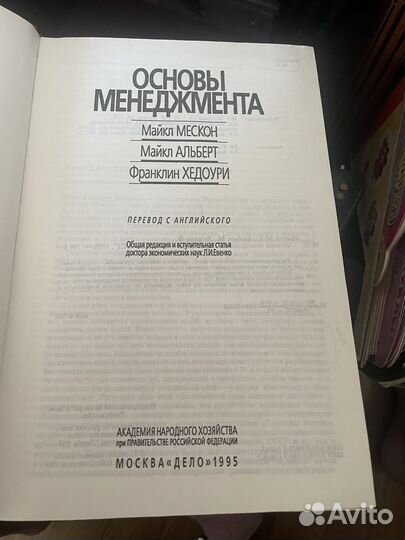 ОСНОВЫ
МЕНЕДЖМЕНТА
Майкл МЕСКОН
Майкл АЛЬБЕРТ
Франклин ХЕДОУРИ
ПЕРЕВОД С АНГЛИЙСКОГО
Общая редакция и вступительная статья
доктора экономических наук Л.И.Евенко
АКАДЕМИЯ НАРОДНОГО ХОЗЯЙСТВА
при ПРАВИТЕЛЬСТВЕ РОССИЙСКОЙ ФЕДЕРАЦИИ
МОСКВА «ДЕЛО» 1995
Avito